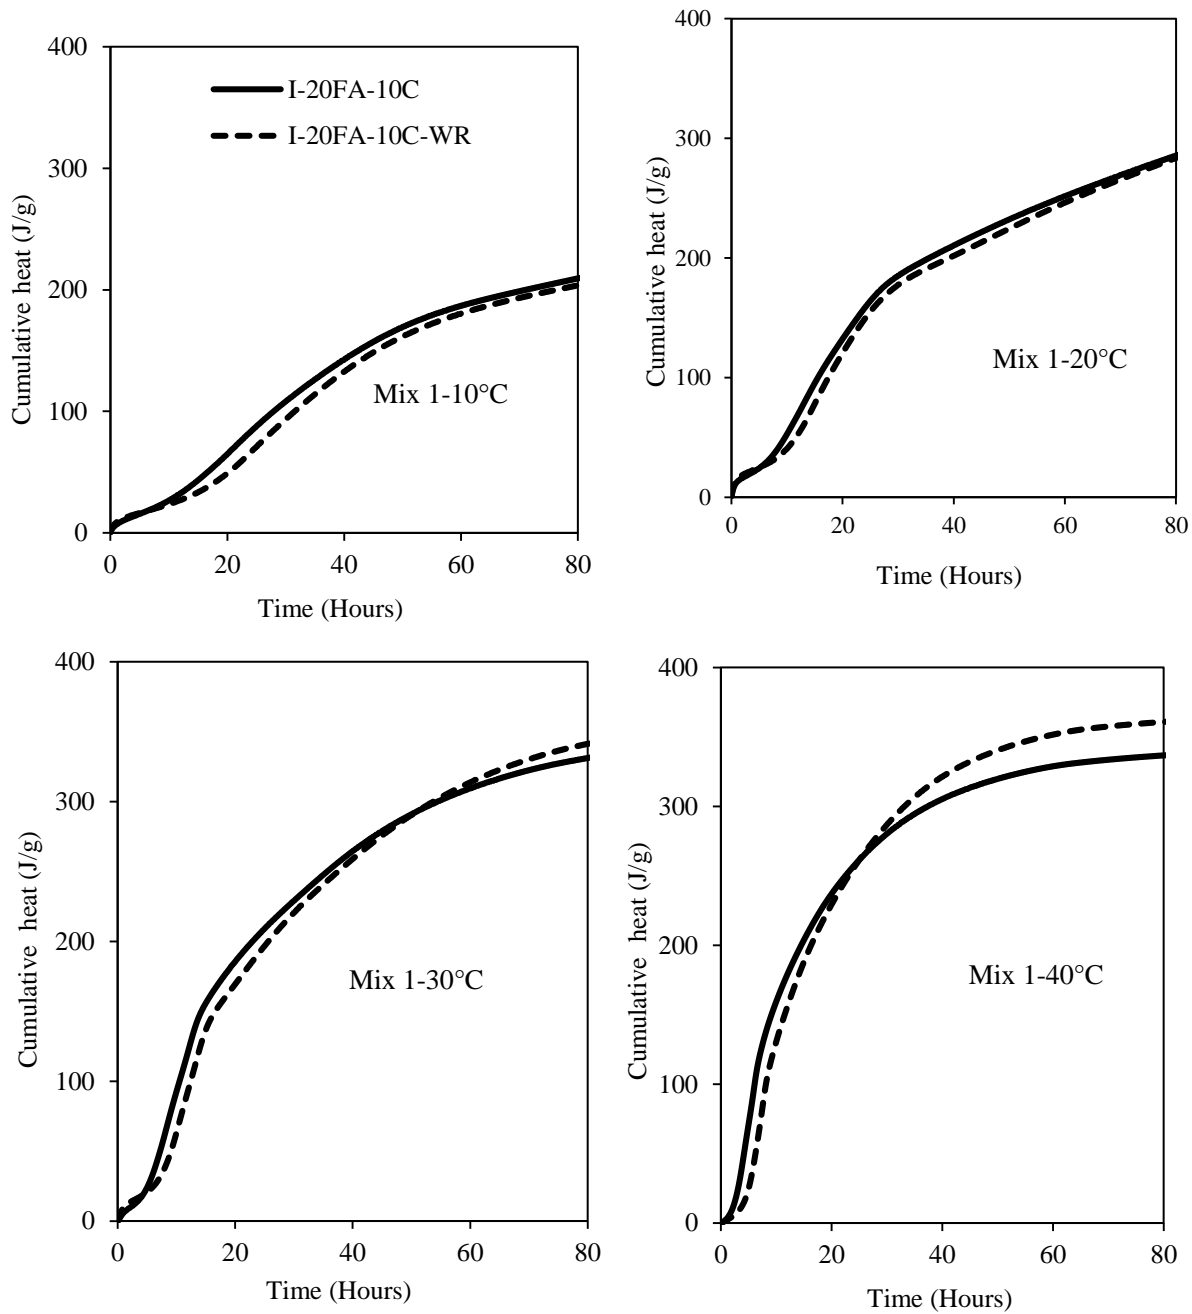 400
300
200
100
0
Cumulative heat (J/g)
I-20FA-10C
I-20FA-10C-WR
Mix 1-10°C
0 20 40 60 80
Time (Hours)
400
300
200
100
0
Cumulative heat (J/g)
Mix 1-20°C
0 20 40 60 80
Time (Hours)
400
300
200
100
0
Cumulative heat (J/g)
Mix 1-30°C
0 20 40 60 80
Time (Hours)
400
300
200
100
0
Cumulative heat (J/g)
Mix 1-40°C
0 20 40 60 80
Time (Hours)